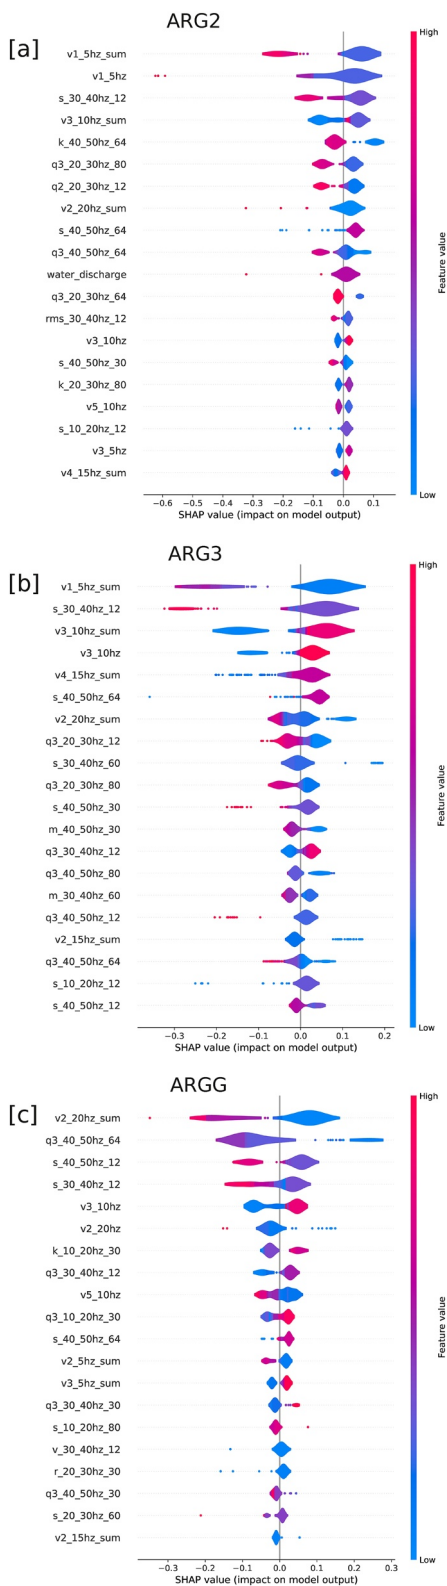 ARG2
[a]
High
v1_5hz_sum
v1_5hz
s_30_40hz_12
v3_10hz_sum
k_40_50hz_64
q3_20_30hz_80
q2_20_30hz_12
v2_20hz_sum
s_40_50hz_64
q3_40_50hz_64
water_discharge
q3_20_30hz_64
rms_30_40hz_12
v3_10hz
s_40_50hz_30
k_20_30hz_80
v5_10hz
s_10_20hz_12
v3_5hz
v4_15hz_sum
Feature value
Low
−0.6 −0.5 −0.4 −0.3 −0.2 −0.1 0.0 0.1
SHAP value (impact on model output)
ARG3
[b]
High
v1_5hz_sum
s_30_40hz_12
v3_10hz_sum
v3_10hz
v4_15hz_sum
s_40_50hz_64
v2_20hz_sum
q3_20_30hz_12
s_30_40hz_60
q3_20_30hz_80
s_40_50hz_30
m_40_50hz_30
q3_30_40hz_12
q3_40_50hz_80
m_30_40hz_60
q3_40_50hz_12
v2_15hz_sum
q3_40_50hz_64
s_10_20hz_12
s_40_50hz_12
Feature value
Low
−0.3 −0.2 −0.1 0.0 0.1 0.2
SHAP value (impact on model output)
ARGG
[c]
High
v2_20hz_sum
q3_40_50hz_64
s_40_50hz_12
s_30_40hz_12
v3_10hz
v2_20hz
k_10_20hz_30
q3_30_40hz_12
v5_10hz
q3_10_20hz_30
s_40_50hz_64
v2_5hz_sum
v3_5hz_sum
q3_30_40hz_30
s_10_20hz_80
v_30_40hz_12
r_20_30hz_30
q3_40_50hz_30
s_20_30hz_60
v2_15hz_sum
Feature value
Low
−0.3 −0.2 −0.1 0.0 0.1 0.2 0.3
SHAP value (impact on model output)